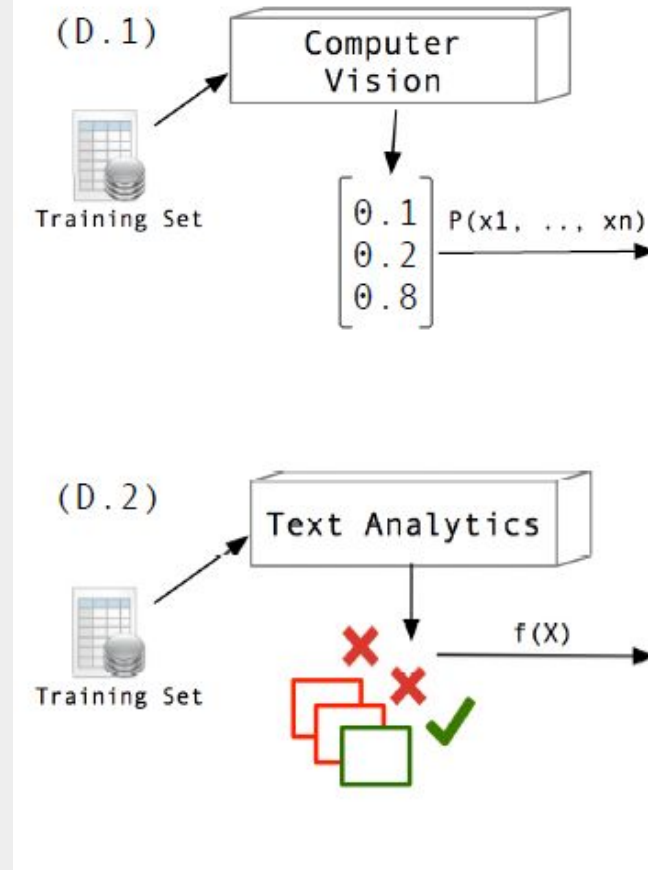 (D.1)
Computer
Vision
Training Set
0.1
0.2
0.8
P(x1, .., xn)
(D.2)
Text Analytics
Training Set
f(X)